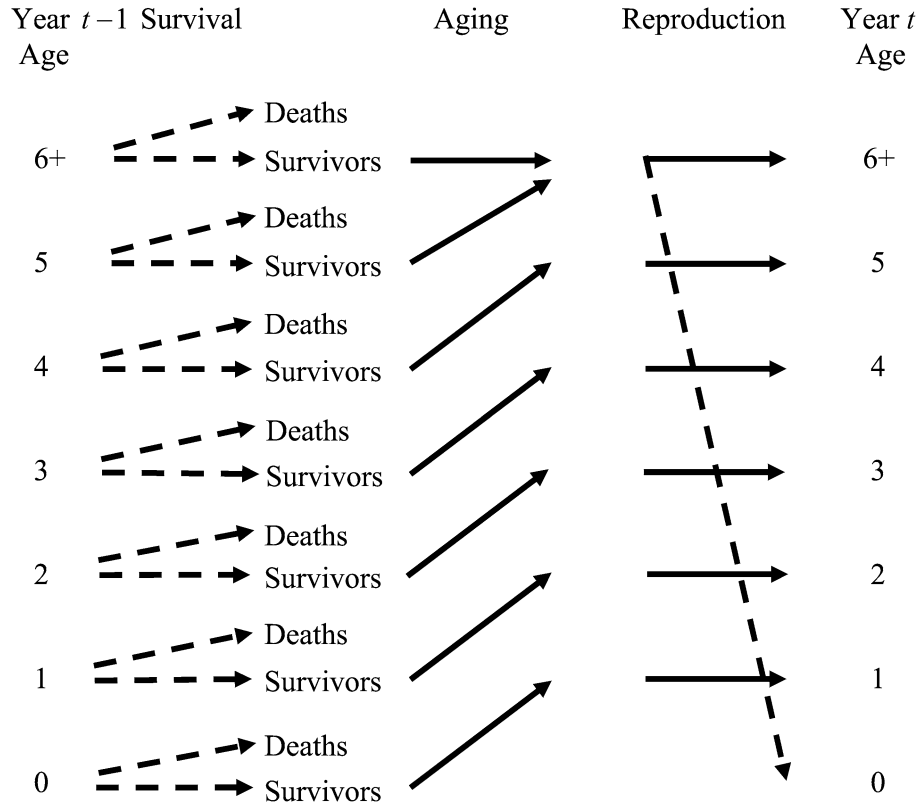 Year t – 1 Survival Aging Reproduction Year t
Age Age
Deaths
6+ Survivors 6+
Deaths
5 Survivors 5
Deaths
4 Survivors 4
Deaths
3 Survivors 3
Deaths
2 Survivors 2
Deaths
1 Survivors 1
Deaths
0 Survivors 0